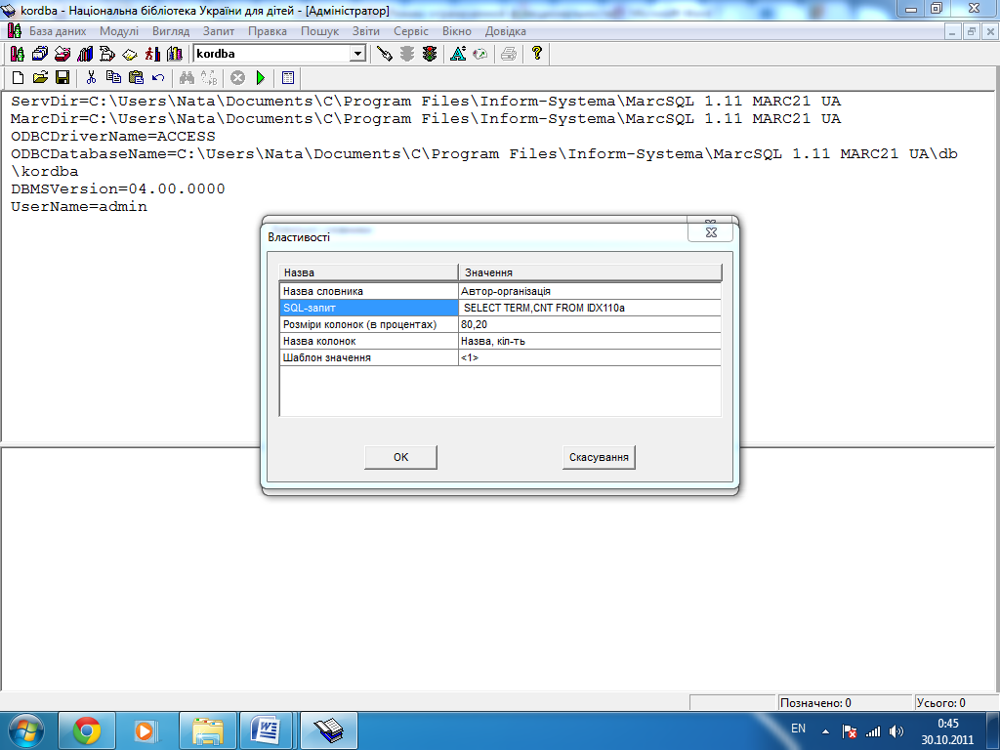 kordba - Національна бібліотека України для дітей - [Адміністратор]
База даних Модулі Вигляд Запит Правка Пошук Звіти Сервіс Вікно Довідка
kordba
ServDir=C:\Users\Nata\Documents\C\Program Files\Inform-Systema\MarcSQL 1.11 MARC21 UA
MarcDir=C:\Users\Nata\Documents\C\Program Files\Inform-Systema\MarcSQL 1.11 MARC21 UA
ODBCDriverName=ACCESS
ODBCDatabaseName=C:\Users\Nata\Documents\C\Program Files\Inform-Systema\MarcSQL 1.11 MARC21 UA\db
\kordba
DBMSVersion=04.00.0000
UserName=admin
Властивості
Назва Значення
Назва словника Автор-організація
SQL-запит SELECT TERM,CNT FROM IDX110a
Розміри колонок (в процентах) 80,20
Назва колонок Назва, кіл-ть
Шаблон значення <1>
OK Скасування
Позначено: 0 Усього: 0
EN 0:45
30.10.2011